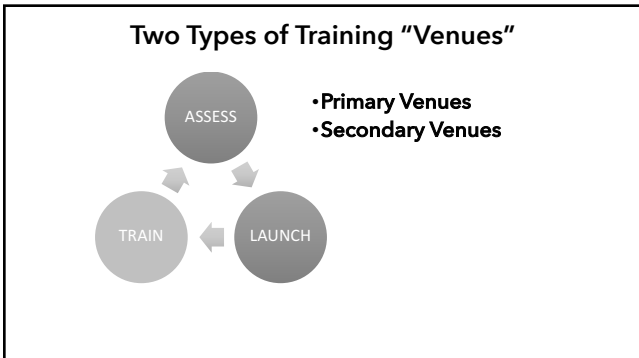 Two Types of Training “Venues”
ASSESS
•Primary Venues
•Secondary Venues
TRAIN
LAUNCH